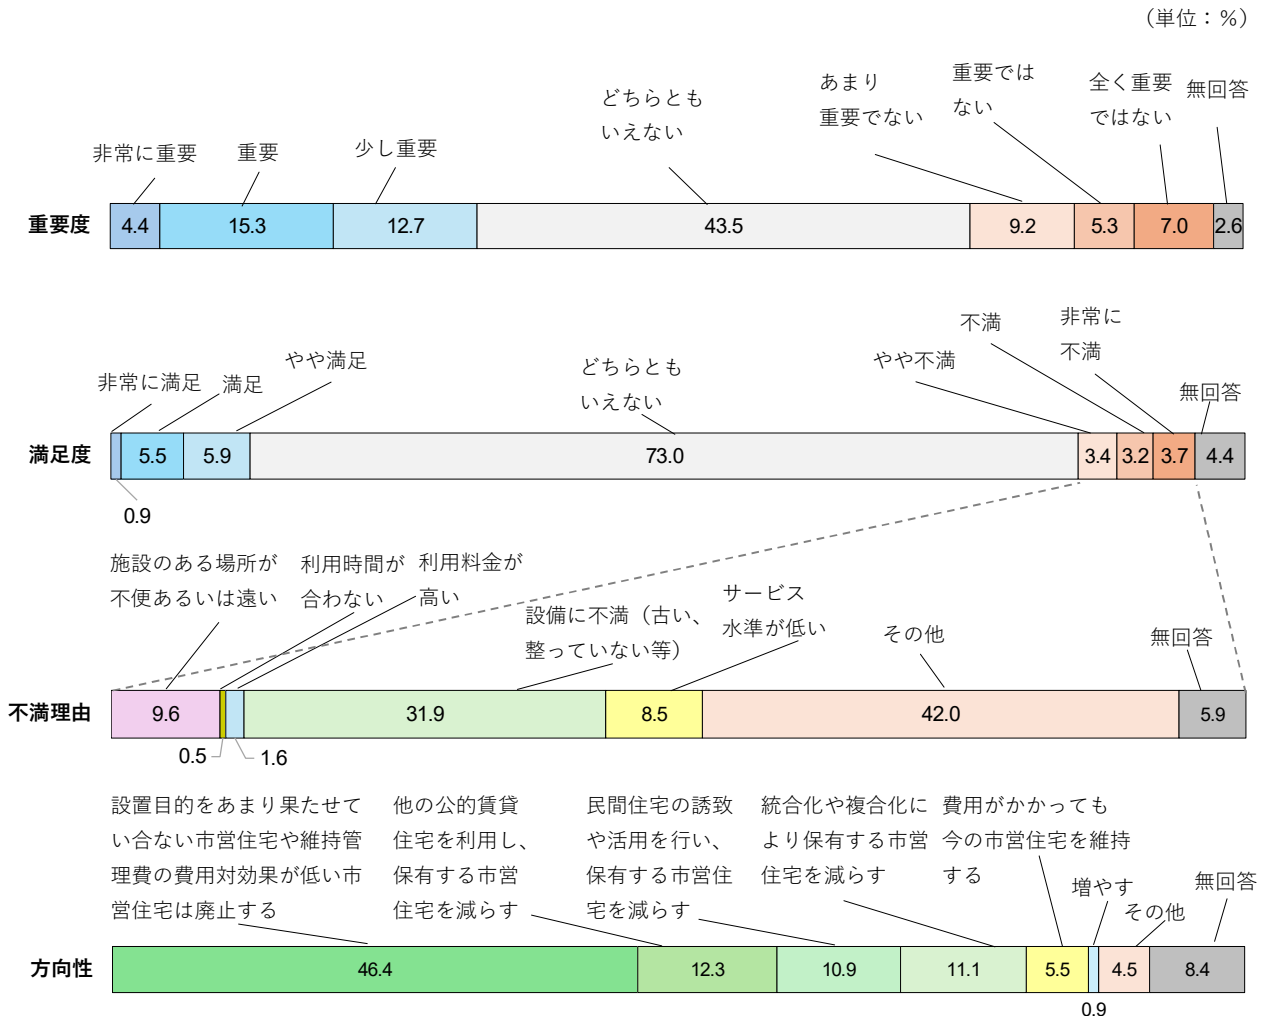 （単位：％）
非常に重要
重要
少し重要
どちらとも
いえない
あまり
重要でない
重要では
ない
全く重要
ではない
無回答
重要度
4.4
15.3
12.7
43.5
9.2
5.3
7.0
2.6
非常に満足
満足
やや満足
どちらとも
いえない
やや不満
不満
非常に
不満
無回答
満足度
5.5
5.9
73.0
3.4
3.2
3.7
4.4
0.9
施設のある場所が
不便あるいは遠い
利用時間が
合わない
利用料金が
高い
設備に不満（古い、
整っていない等）
サービス
水準が低い
その他
無回答
不満理由
9.6
31.9
8.5
42.0
5.9
0.5
1.6
設置目的をあまり果たせて
い合ない市営住宅や維持管
理費の費用対効果が低い市
営住宅は廃止する
他の公的賃貸
住宅を利用し、
保有する市営
住宅を減らす
民間住宅の誘致
や活用を行い、
保有する市営住
宅を減らす
統合化や複合化に
より保有する市営
住宅を減らす
費用がかかっても
今の市営住宅を維持
する
増やす
その他
無回答
方向性
46.4
12.3
10.9
11.1
5.5
4.5
8.4
0.9